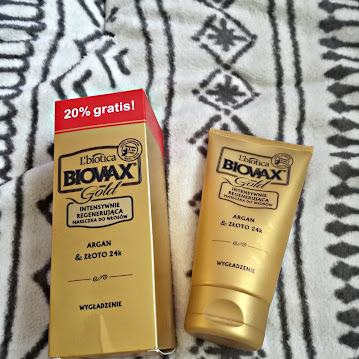 20% gratis!
L'biotica
BIOVAX
Gold
INTENSYWNIE
REGENERUJĄCA
MASECZKA DO WŁOSÓW
ARGAN
& ZŁOTO 24k
WYGŁADZENIE
L'biotica
BIOVAX
Gold
INTENSYWNIE
REGENERUJĄCA
MASECZKA DO WŁOSÓW
ARGAN
& ZŁOTO 24k
WYGŁADZENIE